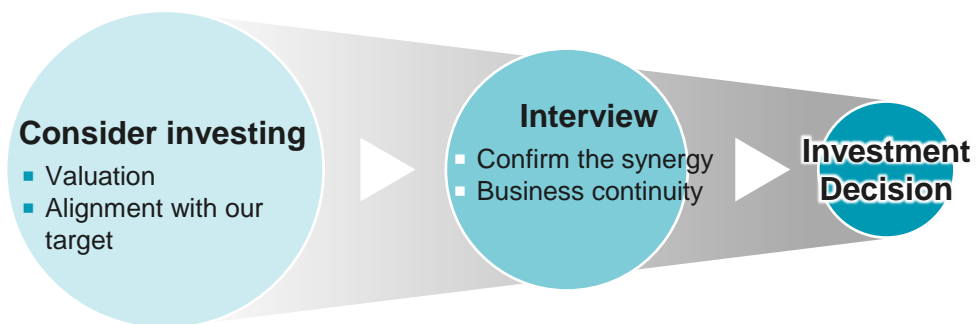 Consider investing
Valuation
Alignment with our
target
Interview
Confirm the synergy
Business continuity
Investment
Decision